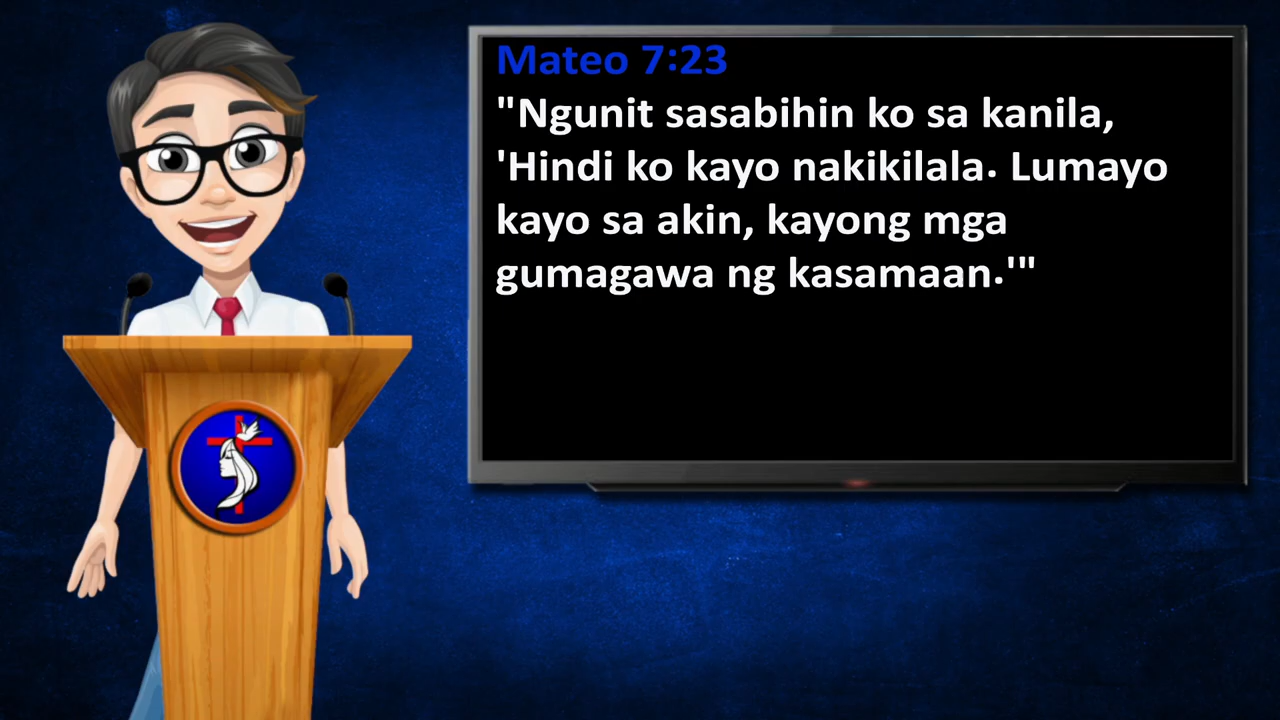 Mateo 7:23
"Ngunit sasabihin ko sa kanila,
'Hindi ko kayo nakikilala. Lumayo
kayo sa akin, kayong mga
gumagawa ng kasamaan.'"